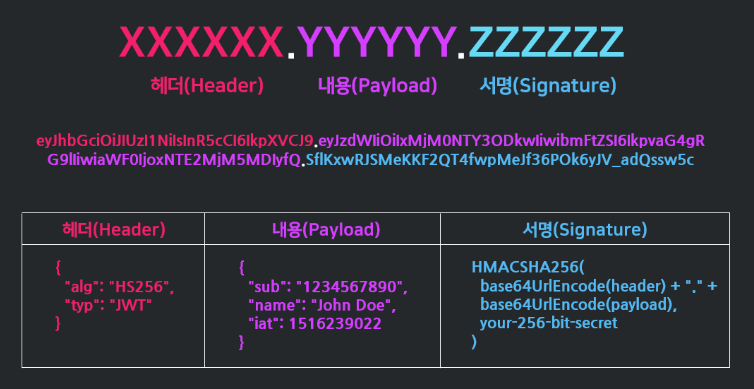 XXXXXX.YYYYYY.ZZZZZZ
헤더(Header) 내용(Payload) 서명(Signature)
eyJhbGciOiJIUzI1NiIsInR5cCI6IkpXVCJ9.eyJzdWIiOiIxMjM0NTY3ODkwIiwibmFtZSI6IkpvaG4gR
G9lIiwiaWF0IjoxNTE2MjM5MDIyfQ.SflKxwRJSMeKKF2QT4fwpMeJf36POk6yJV_adQssw5c
헤더(Header) 내용(Payload) 서명(Signature)
{
"alg": "HS256",
"typ": "JWT"
}
{
"sub": "1234567890",
"name": "John Doe",
"iat": 1516239022
}
HMACSHA256(
base64UrlEncode(header) + "." +
base64UrlEncode(payload),
your-256-bit-secret
)